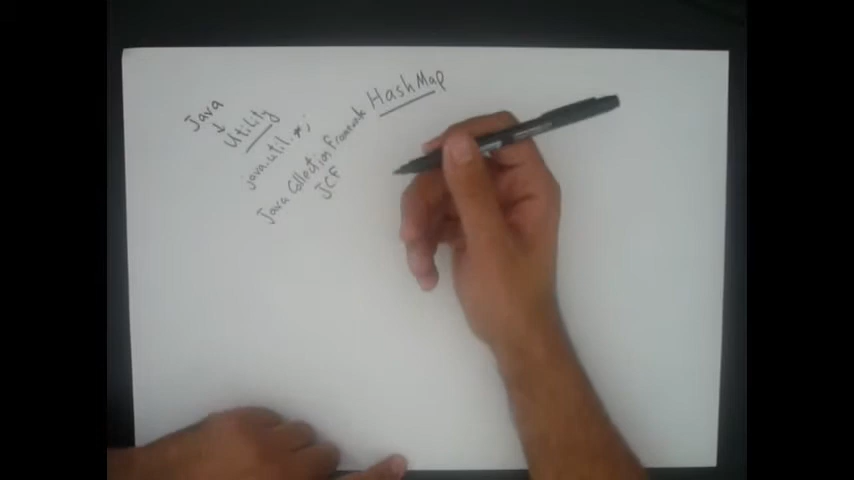 HashMap
Java
↓
Utility
java.util.*;
Java Collection Framework
JCF